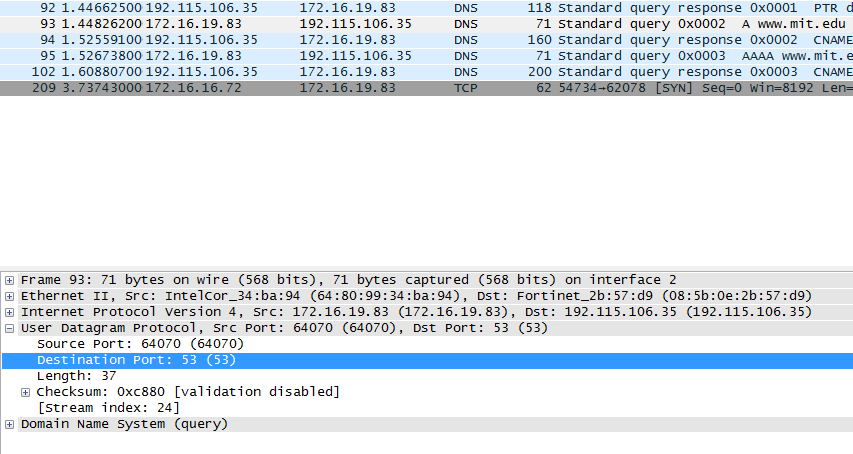 92 1.44662500 192.115.106.35 172.16.19.83 DNS 118 Standard query response 0x0001 PTR d
93 1.44826200 172.16.19.83 192.115.106.35 DNS 71 Standard query 0x0002 A www.mit.edu
94 1.52559100 192.115.106.35 172.16.19.83 DNS 160 Standard query response 0x0002 CNAME
95 1.52673800 172.16.19.83 192.115.106.35 DNS 71 Standard query 0x0003 AAAA www.mit.e
102 1.60880700 192.115.106.35 172.16.19.83 DNS 200 Standard query response 0x0003 CNAME
209 3.73743000 172.16.16.72 172.16.19.83 TCP 62 54734→62078 [SYN] Seq=0 Win=8192 Len=
Frame 93: 71 bytes on wire (568 bits), 71 bytes captured (568 bits) on interface 2
Ethernet II, Src: IntelCor_34:ba:94 (64:80:99:34:ba:94), Dst: Fortinet_2b:57:d9 (08:5b:0e:2b:57:d9)
Internet Protocol Version 4, Src: 172.16.19.83 (172.16.19.83), Dst: 192.115.106.35 (192.115.106.35)
User Datagram Protocol, Src Port: 64070 (64070), Dst Port: 53 (53)
Source Port: 64070 (64070)
Destination Port: 53 (53)
Length: 37
Checksum: 0xc880 [validation disabled]
[Stream index: 24]
Domain Name System (query)